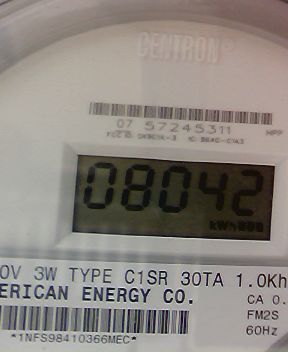 CENTRON®
07 57245311
08042
0V 3W TYPE C1SR 30TA 1.0Kh
ERICAN ENERGY CO.
CA 0.
FM2S
60Hz
*1NFS98410366MEC*